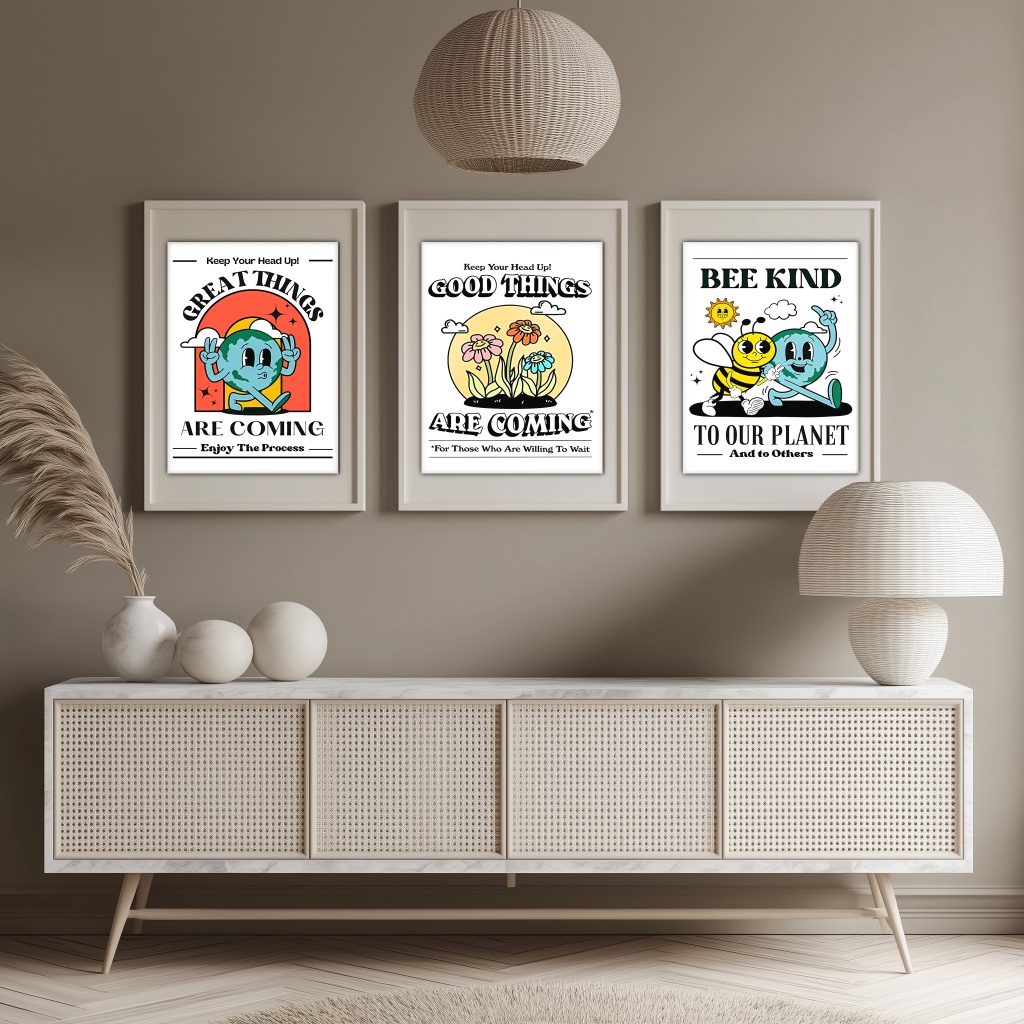 Keep Your Head Up!
GREAT THINGS
ARE COMING
Enjoy The Process
Keep Your Head Up!
GOOD THINGS
ARE COMING*
*For Those Who Are Willing To Wait
BEE KIND
TO OUR PLANET
And to Others